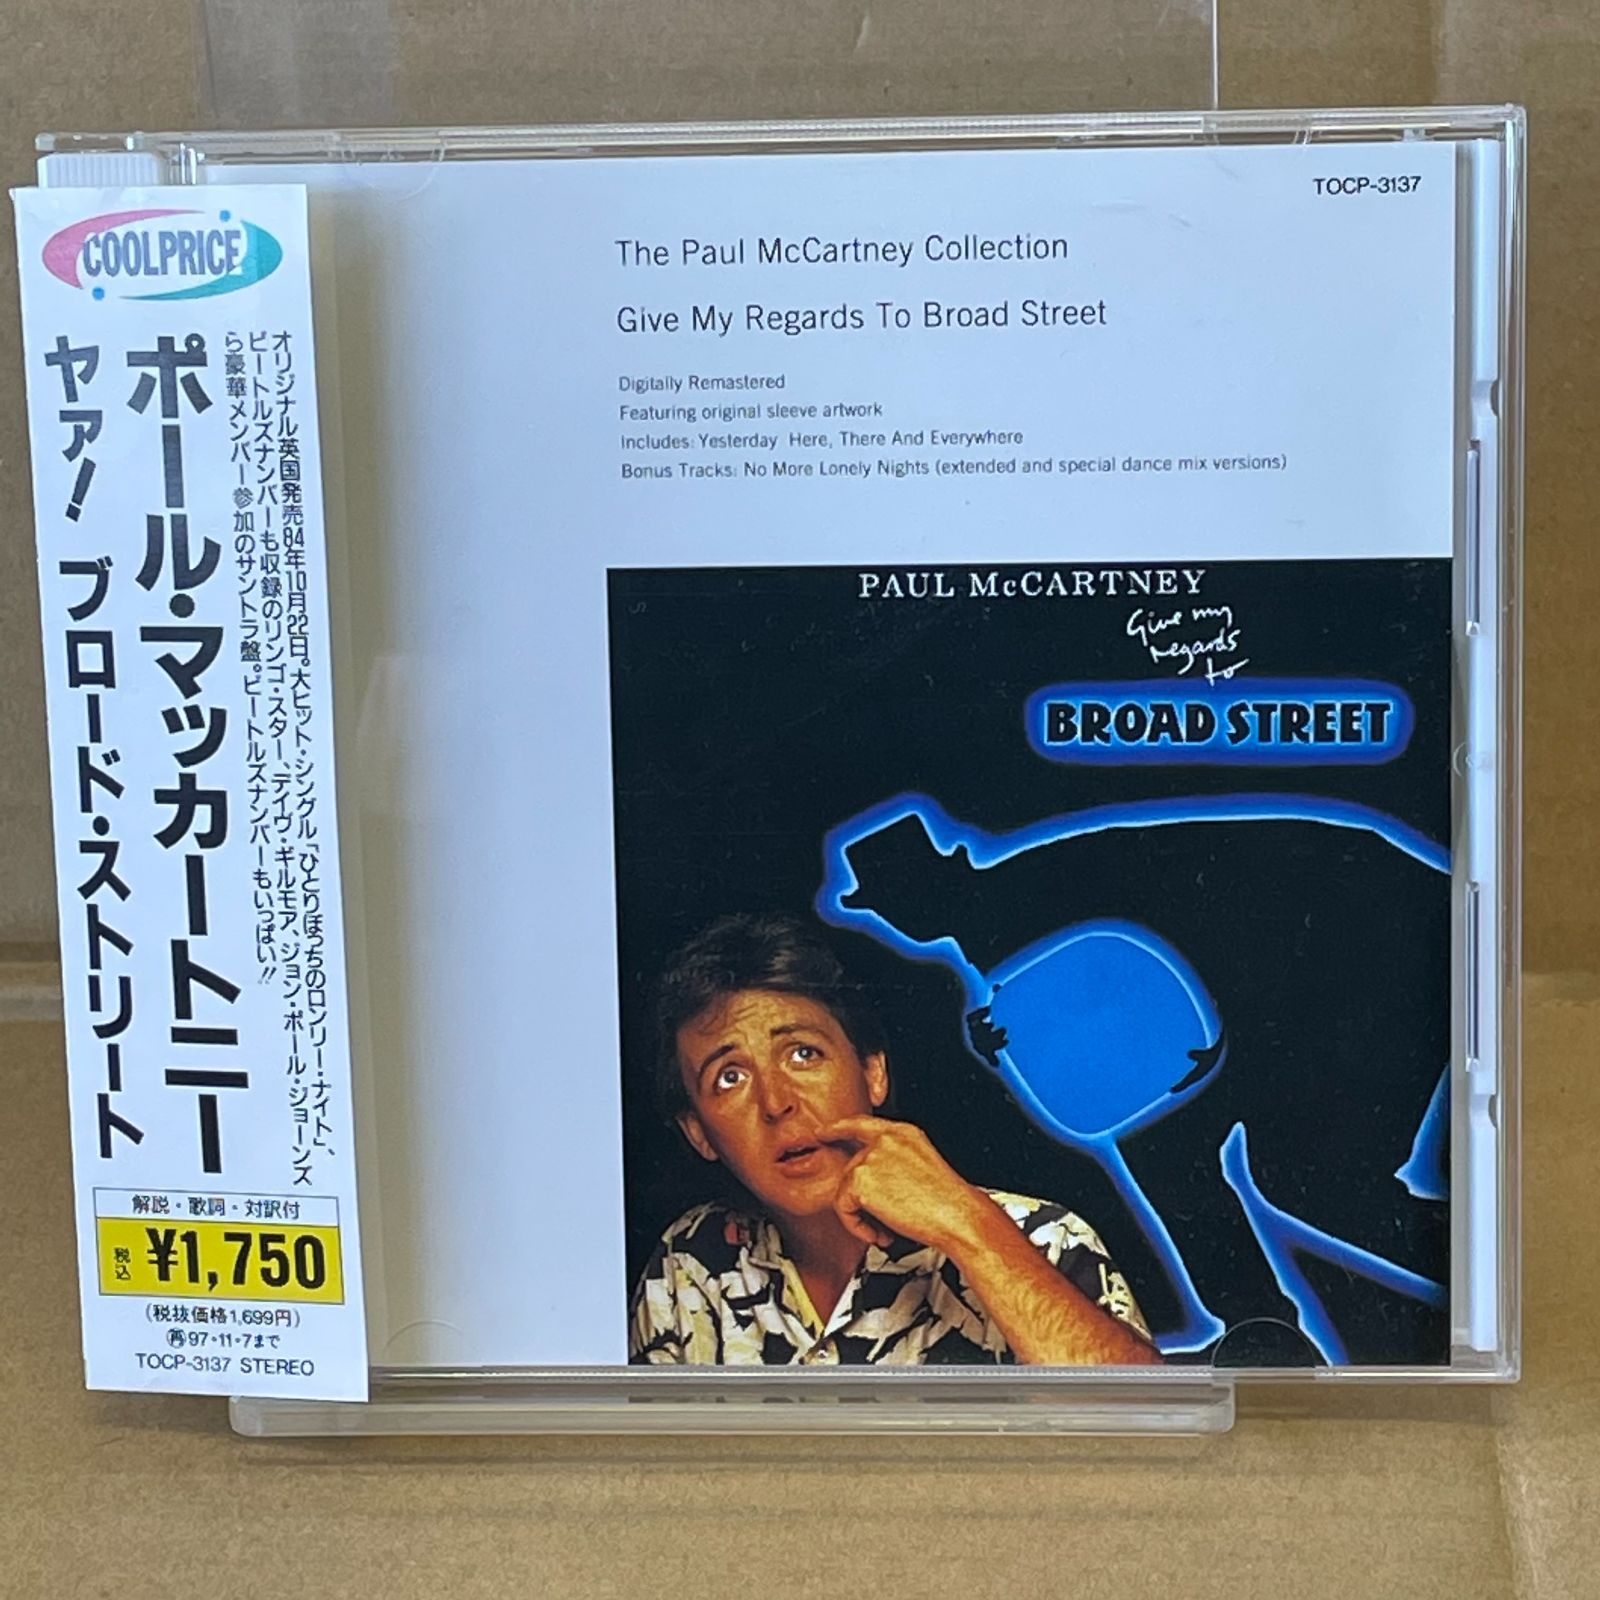 COOLPRICE
オリジナル英国発売84年10月22日。大ヒット・シングル「ひとりぼっちのロンリー・ナイト」、
ビートルズナンバーも収録のリンゴ・スター、デイヴ・ギルモア、ジョン・ポール・ジョーンズ
ら豪華メンバー参加のサントラ盤。ビートルズナンバーもいっぱい!!
ポール・マッカートニー
ヤァ! ブロード・ストリート
解説・歌詞・対訳付
税込 ¥1,750
(税抜価格1,699円)
再97・11・7まで
TOCP-3137 STEREO
TOCP-3137
The Paul McCartney Collection
Give My Regards To Broad Street
Digitally Remastered
Featuring original sleeve artwork
Includes: Yesterday Here, There And Everywhere
Bonus Tracks: No More Lonely Nights (extended and special dance mix versions)
PAUL McCARTNEY
Give my
regards
to
BROAD STREET